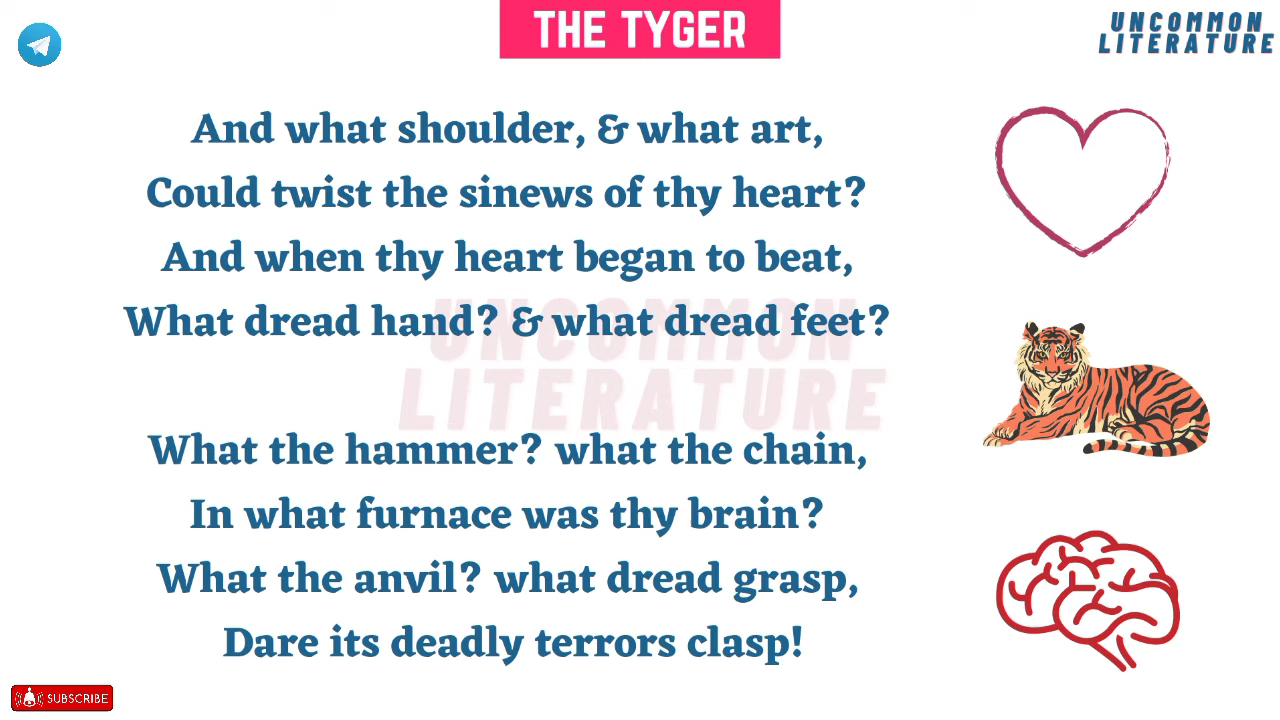 THE TYGER
UNCOMMON
LITERATURE
And what shoulder, & what art,
Could twist the sinews of thy heart?
And when thy heart began to beat,
What dread hand? & what dread feet?
UNCOMMON
LITERATURE
What the hammer? what the chain,
In what furnace was thy brain?
What the anvil? what dread grasp,
Dare its deadly terrors clasp!
SUBSCRIBE